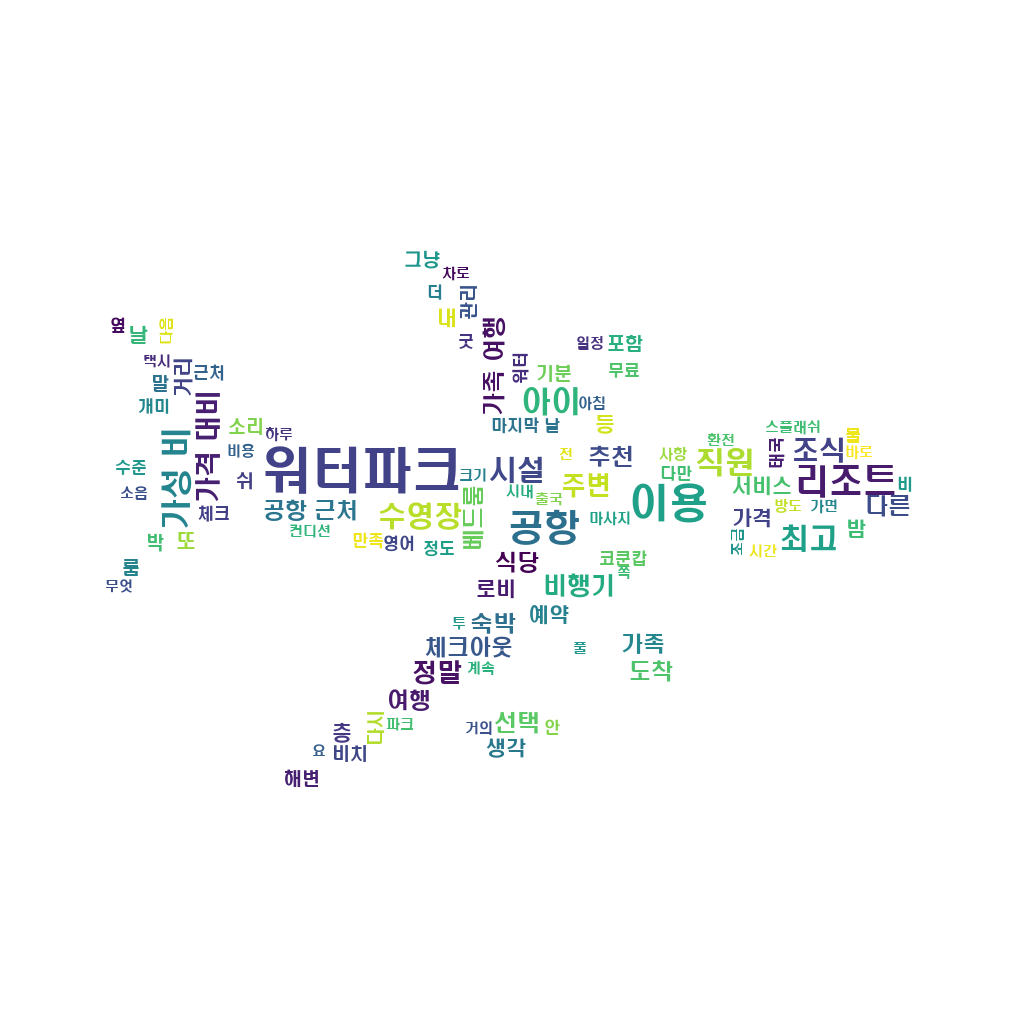 그냥
차로
더
관리
내
옆
날
다음
굿
가족 여행
워터
일정
포함
택시
거리
근처
말
기분
무료
개미
가격 대비
아이
아침
마지막 날
등
소리
하루
스플래쉬
환전
물
비용
가성 비
워터파크
크기
시설
전
추천
사항
직원
태국
조식
바로
수준
쉬
주변
다만
서비스
리조트
비
소음
체크
공항 근처
수영장
풀드룸
시내
출국
이용
방도
가면
다른
컨디션
공항
마사지
가격
박
또
만족
영어
정도
최고
밤
조금
시간
식당
코쿤캅
쪽
룸
무엇
로비
비행기
투
숙박
예약
체크아웃
풀
가족
정말
계속
도착
여행
층
다시
파크
거의
선택
안
요
비치
생각
해변